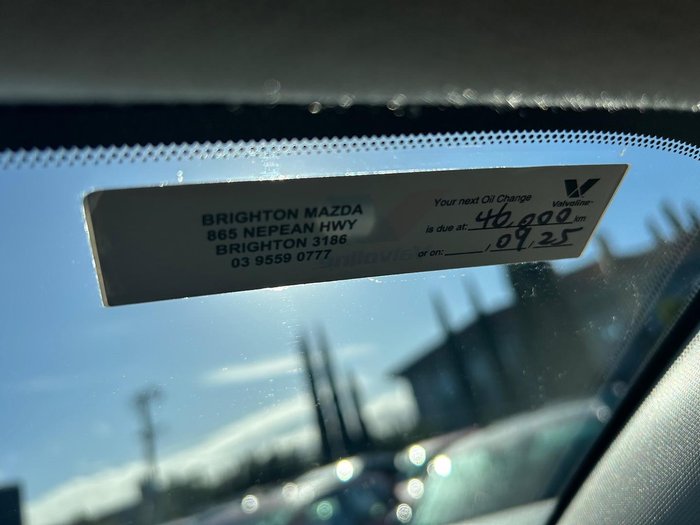 BRIGHTON MAZDA
865 NEPEAN HWY
BRIGHTON 3186
03 9559 0777
Valvoline
Your next Oil Change
is due at: 46,000 km
or on: , 09, 25